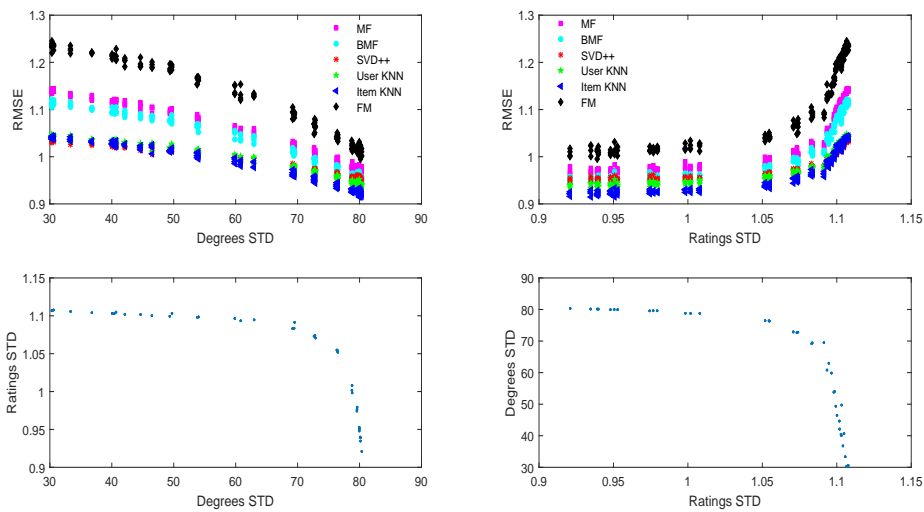 1.3
1.2
1.1
1
0.9
RMSE
30 40 50 60 70 80 90
Degrees STD
MF
BMF
SVD++
User KNN
Item KNN
FM
1.3
1.2
1.1
1
0.9
RMSE
0.9 0.95 1 1.05 1.1 1.15
Ratings STD
MF
BMF
SVD++
User KNN
Item KNN
FM
1.15
1.1
1.05
1
0.95
0.9
Ratings STD
30 40 50 60 70 80 90
Degrees STD
90
80
70
60
50
40
30
Degrees STD
0.9 0.95 1 1.05 1.1 1.15
Ratings STD